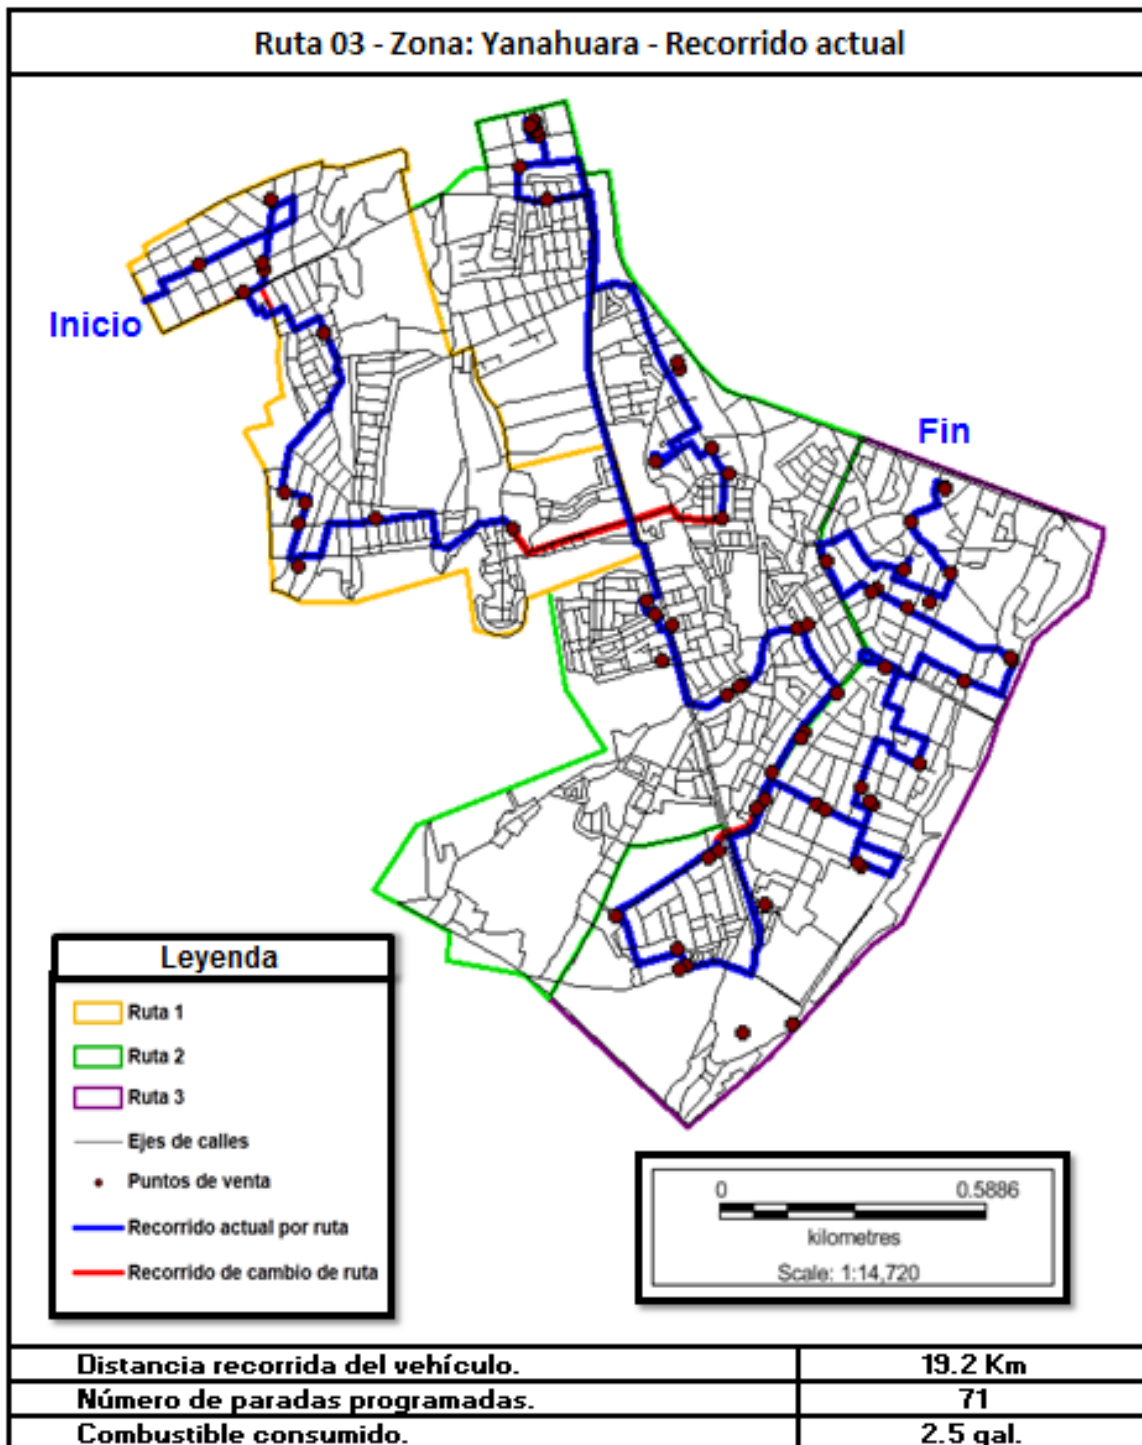 Ruta 03 - Zona: Yanahuara - Recorrido actual
Inicio
Fin
Leyenda
Ruta 1
Ruta 2
Ruta 3
Ejes de calles
Puntos de venta
Recorrido actual por ruta
Recorrido de cambio de ruta
0 0.5886
kilometres
Scale: 1:14,720
Distancia recorrida del vehículo. 19.2 Km
Número de paradas programadas. 71
Combustible consumido. 2.5 gal.